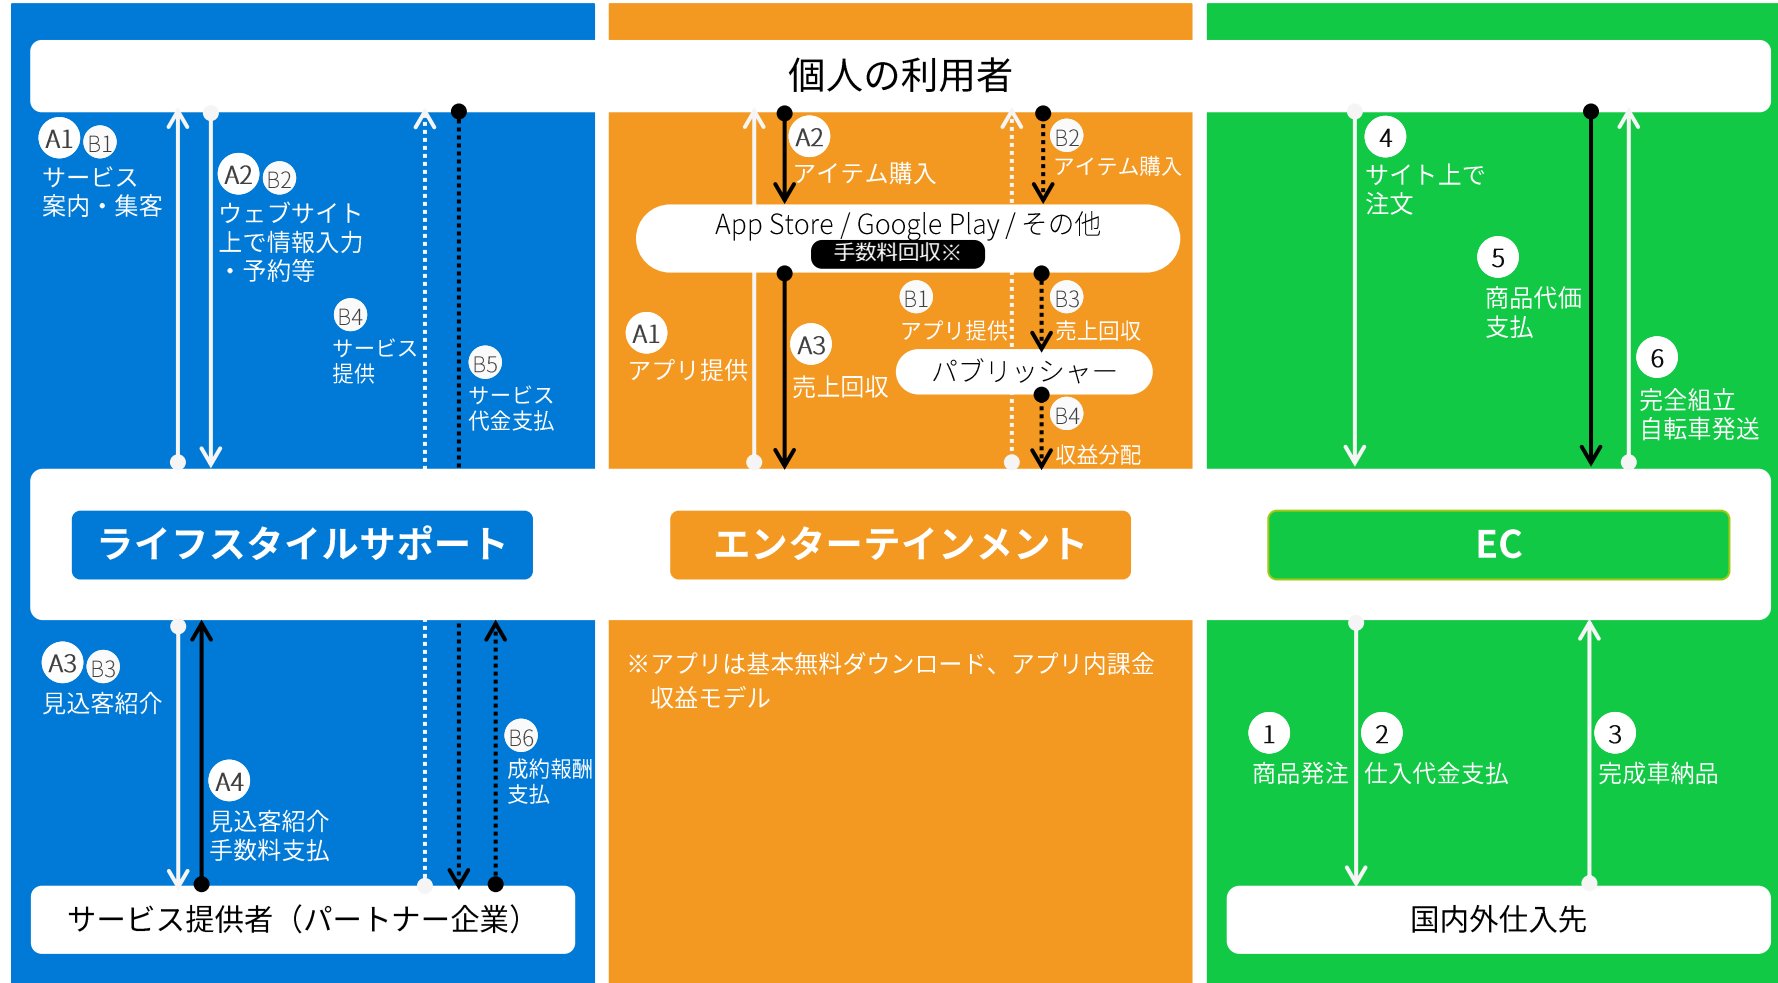 個人の利用者
A1 B1
サービス
案内・集客
A2 B2
ウェブサイト
上で情報入力
・予約等
B4
サービス
提供
B5
サービス
代金支払
ライフスタイルサポート
A3 B3
見込客紹介
A4
見込客紹介
手数料支払
B6
成約報酬
支払
サービス提供者（パートナー企業）
A2
アイテム購入
B2
アイテム購入
App Store / Google Play / その他
手数料回収※
A1
アプリ提供
A3
売上回収
B1
アプリ提供
B3
売上回収
パブリッシャー
B4
収益分配
エンターテインメント
※アプリは基本無料ダウンロード、アプリ内課金
収益モデル
4
サイト上で
注文
5
商品代価
支払
6
完全組立
自転車発送
EC
1
商品発注
2
仕入代金支払
3
完成車納品
国内外仕入先